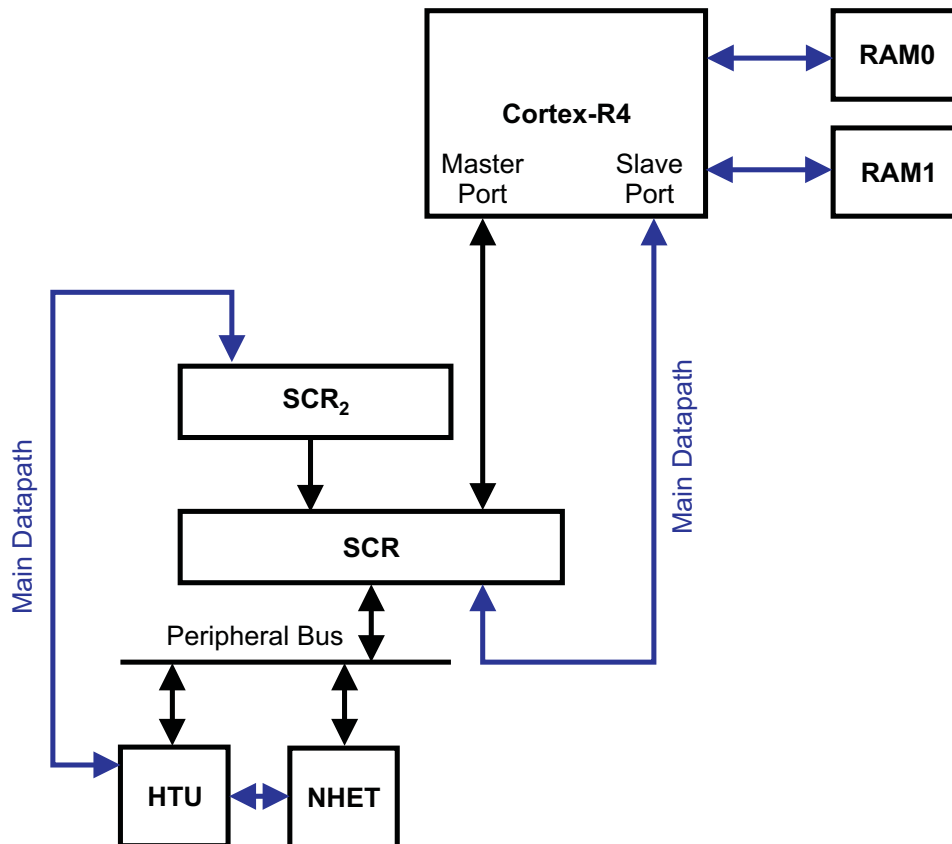 RAM0
Cortex-R4
Master Port
Slave Port
RAM1
SCR₂
Main Datapath
Main Datapath
SCR
Peripheral Bus
HTU
NHET